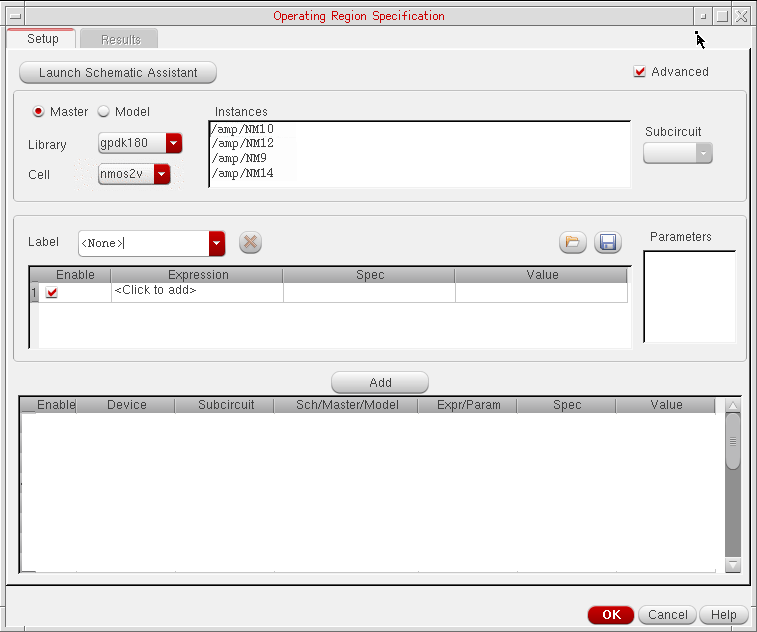 Operating Region Specification
Setup Results
Launch Schematic Assistant
Advanced
Master Model
Instances
Library gpdk180
Cell nmos2v
/amp/NM10
/amp/NM12
/amp/NM9
/amp/NM14
Subcircuit
Label <None>
Parameters
Enable Expression Spec Value
1 <Click to add>
Add
Enable Device Subcircuit Sch/Master/Model Expr/Param Spec Value
OK Cancel Help